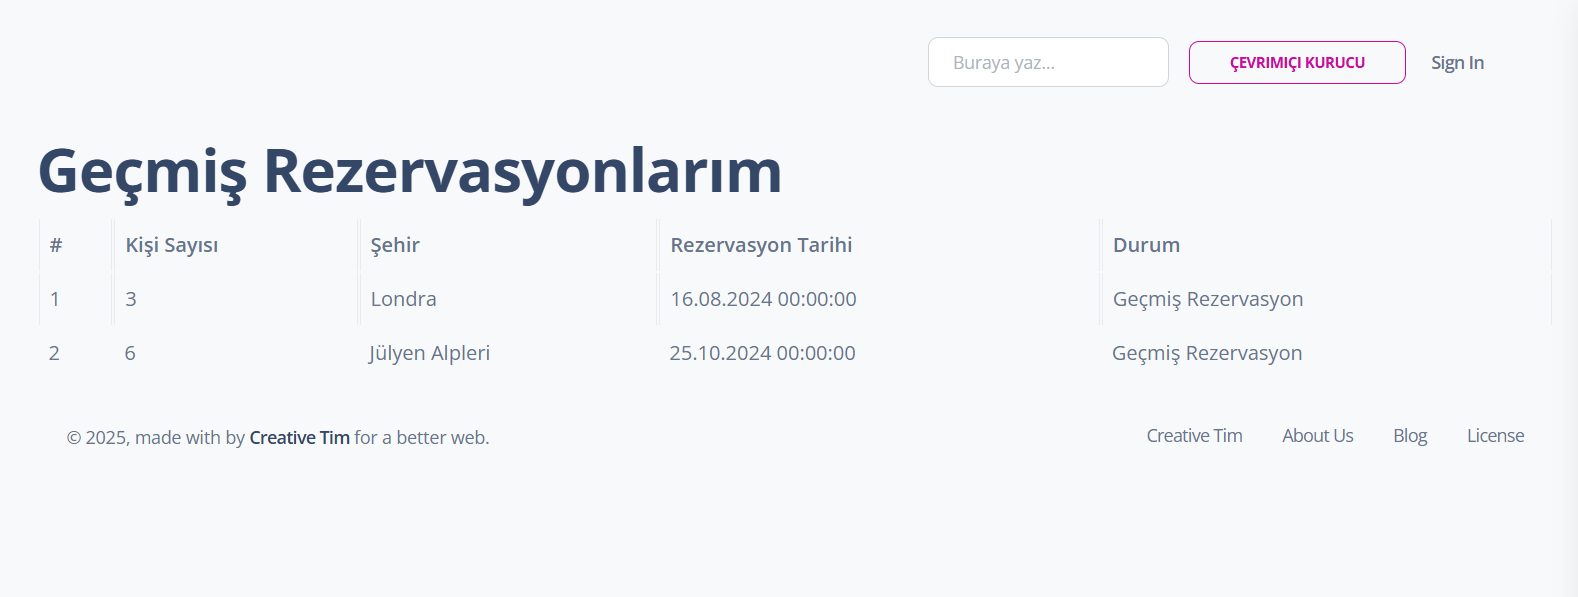 Buraya yaz... ÇEVRIMIÇI KURUCU Sign In
Geçmiş Rezervasyonlarım
# Kişi Sayısı Şehir Rezervasyon Tarihi Durum
1 3 Londra 16.08.2024 00:00:00 Geçmiş Rezervasyon
2 6 Jülyen Alpleri 25.10.2024 00:00:00 Geçmiş Rezervasyon
© 2025, made with by Creative Tim for a better web. Creative Tim About Us Blog License